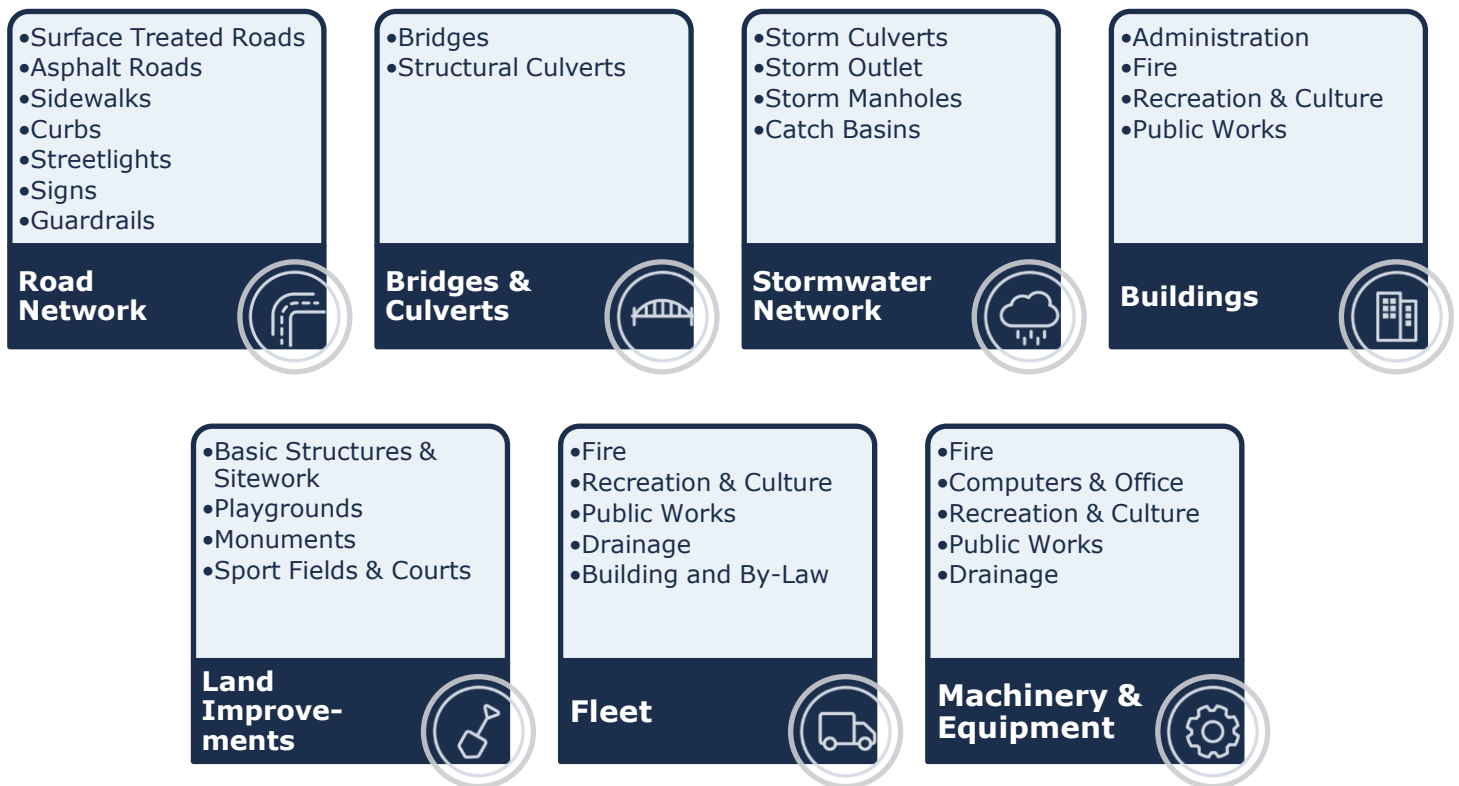 •Surface Treated Roads
•Asphalt Roads
•Sidewalks
•Curbs
•Streetlights
•Signs
•Guardrails
Road
Network
•Bridges
•Structural Culverts
Bridges &
Culverts
•Storm Culverts
•Storm Outlet
•Storm Manholes
•Catch Basins
Stormwater
Network
•Administration
•Fire
•Recreation & Culture
•Public Works
Buildings
•Basic Structures &
Sitework
•Playgrounds
•Monuments
•Sport Fields & Courts
Land
Improve-
ments
•Fire
•Recreation & Culture
•Public Works
•Drainage
•Building and By-Law
Fleet
•Fire
•Computers & Office
•Recreation & Culture
•Public Works
•Drainage
Machinery &
Equipment